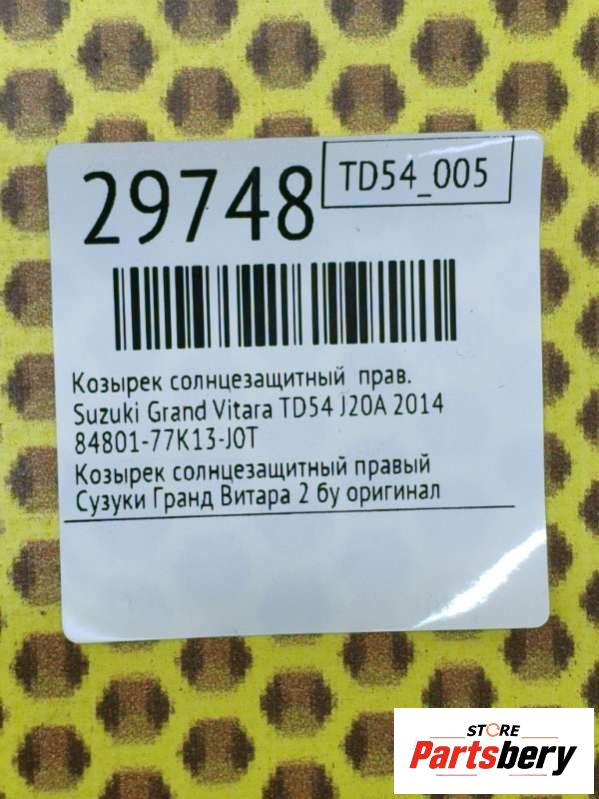 29748
TD54_005
Козырек солнцезащитный прав.
Suzuki Grand Vitara TD54 J20A 2014
84801-77K13-J0T
Козырек солнцезащитный правый
Сузуки Гранд Витара 2 бу оригинал
STORE
Partsbery